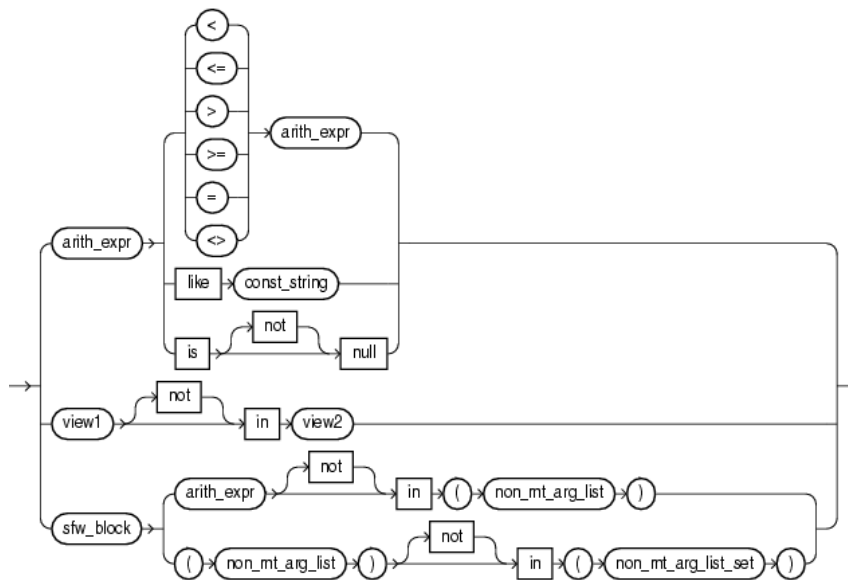 <
<=
>
arith_expr
>=
=
<>
arith_expr
like const_string
is not null
view1 not in view2
arith_expr not in ( non_mt_arg_list )
sfw_block
( non_mt_arg_list ) not in ( non_mt_arg_list_set )